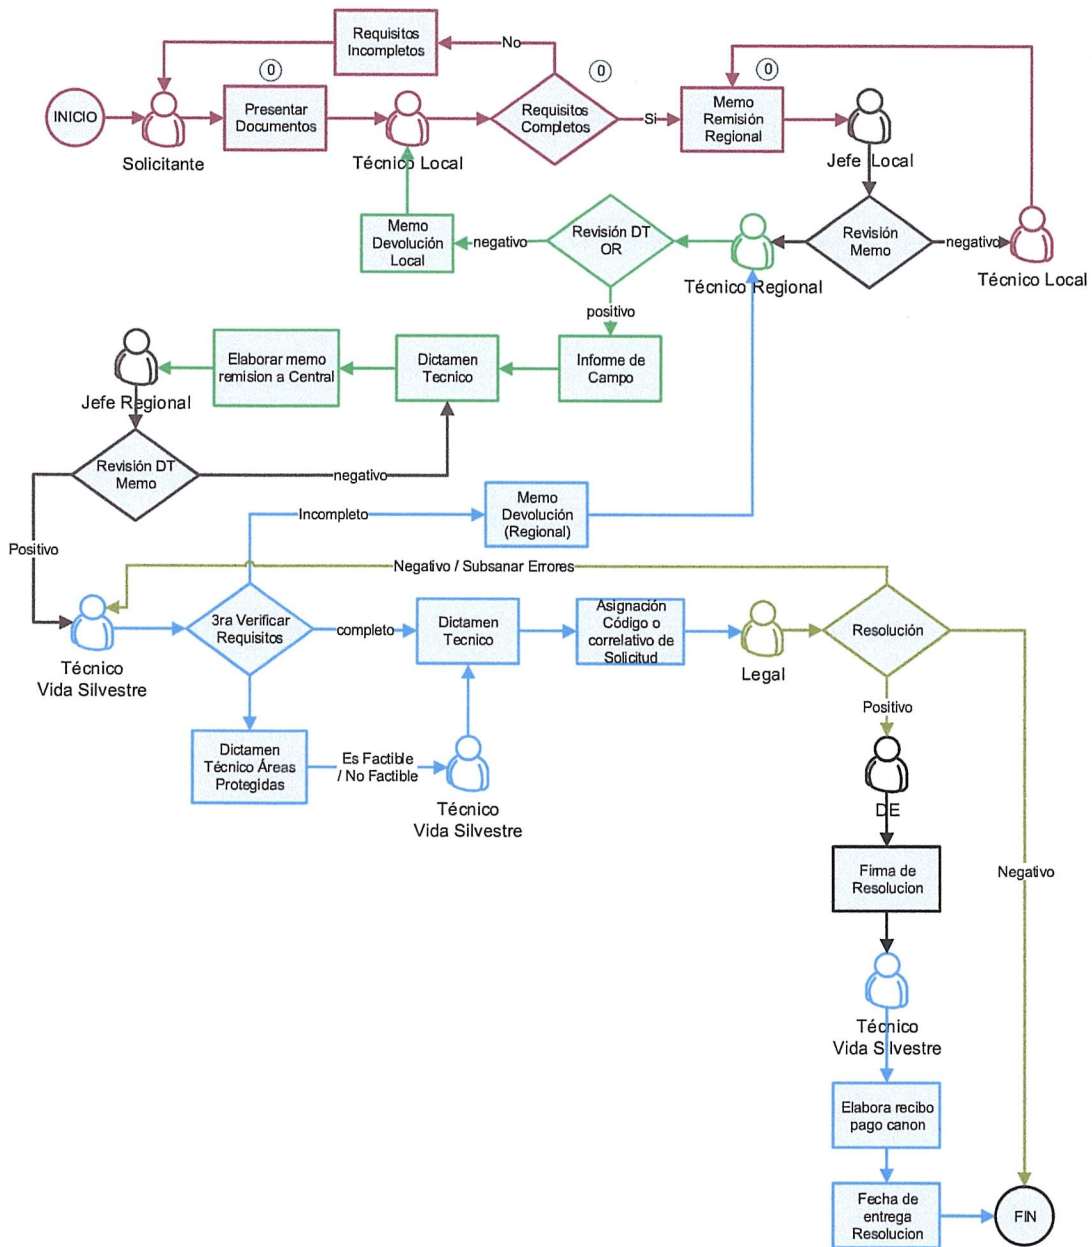 Requisitos
Incompletos
No
0
0
0
INICIO
Presentar
Documentos
Requisitos
Completos
Si
Memo
Remisión
Regional
Solicitante
Técnico Local
Jefe Local
Memo
Devolución
Local
negativo
Revisión DT
OR
Revisión
Memo
negativo
Técnico Regional
Técnico Local
positivo
Elaborar memo
remision a Central
Dictamen
Tecnico
Informe de
Campo
Jefe Regional
Revisión DT
Memo
negativo
Memo
Devolución
(Regional)
Incompleto
Positivo
Negativo / Subsanar Errores
3ra Verificar
Requisitos
completo
Dictamen
Tecnico
Asignación
Código o
correlativo de
Solicitud
Resolución
Técnico
Vida Silvestre
Legal
Positivo
Dictamen
Técnico Áreas
Protegidas
Es Factible
/ No Factible
Técnico
Vida Silvestre
DE
Firma de
Resolucion
Negativo
Técnico
Vida Silvestre
Elabora recibo
pago canon
Fecha de
entrega
Resolucion
FIN